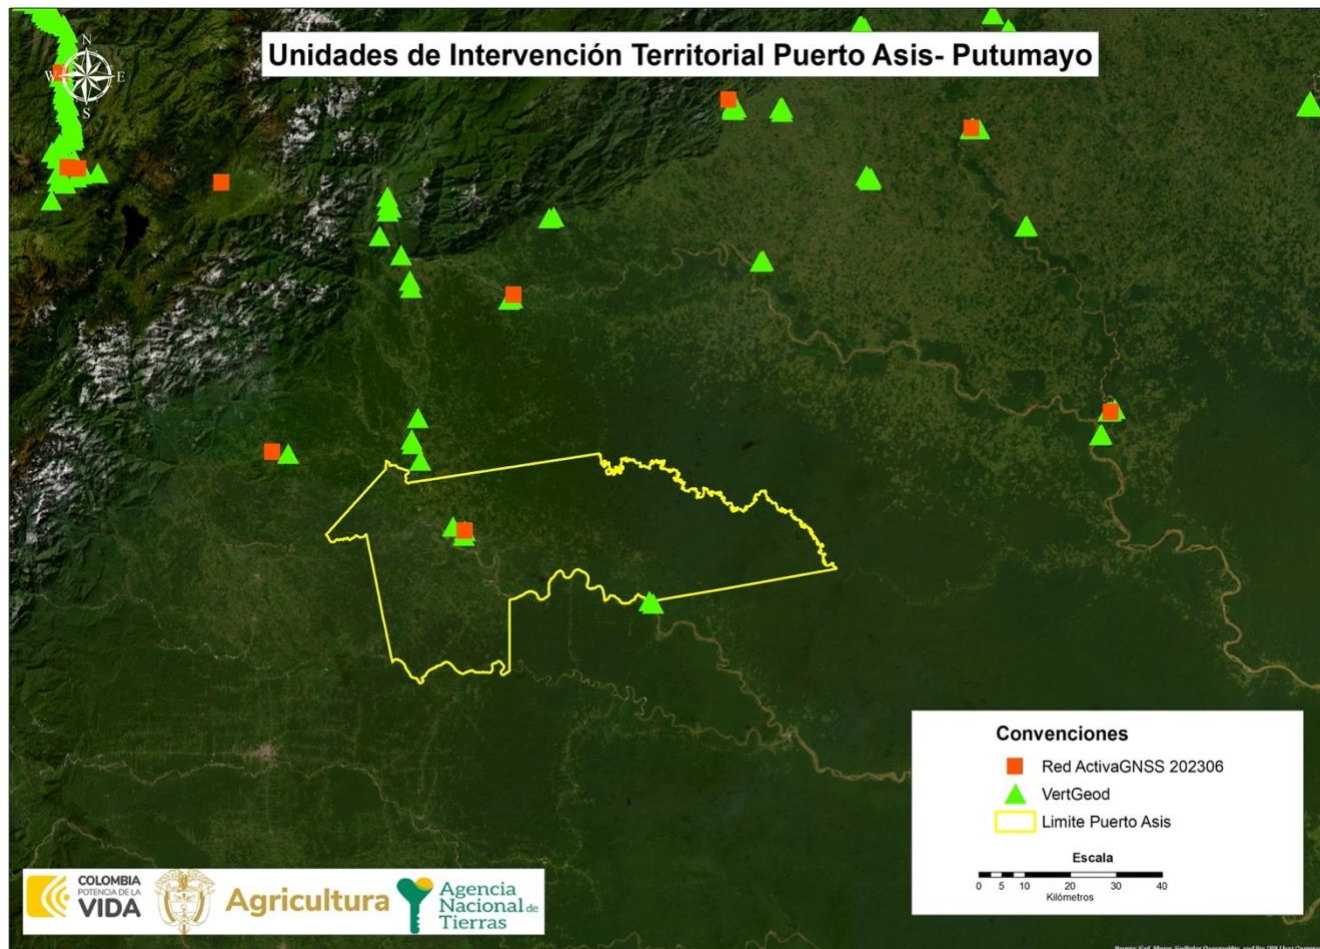 Unidades de Intervención Territorial Puerto Asis- Putumayo
N
W E
S
Convenciones
Red ActivaGNSS 202306
VertGeod
Limite Puerto Asis
Escala
0 5 10 20 30 40
Kilómetros
COLOMBIA
POTENCIA DE LA
VIDA
Agricultura
Agencia
Nacional de
Tierras